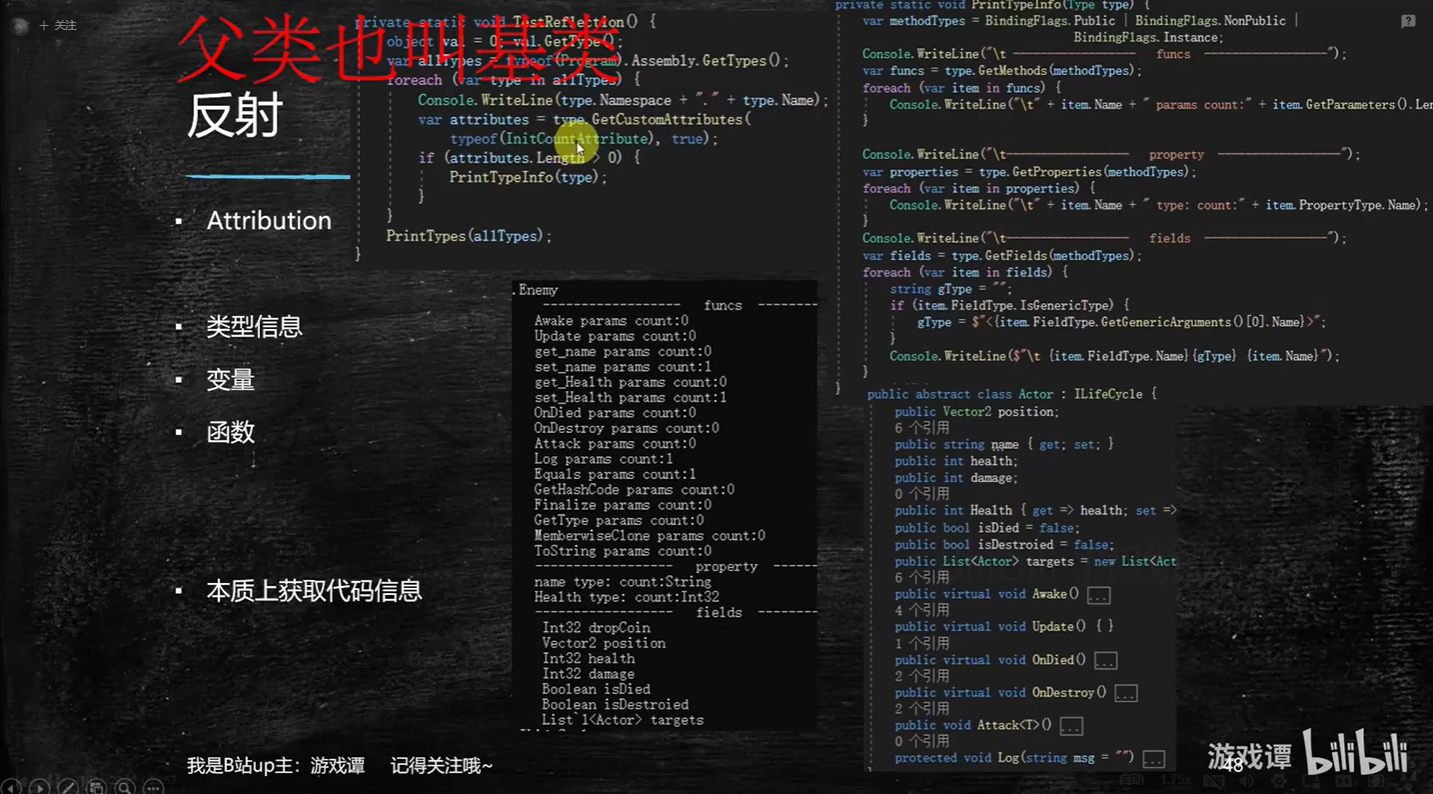 父类也叫基类
+ 关注
反射
Attribution
类型信息
变量
函数
本质上获取代码信息
我是B站up主：游戏谭 记得关注哦~
private static void TestReflection() {
object val = 0; val.GetType();
var allTypes = typeof(Program).Assembly.GetTypes();
foreach (var type in allTypes) {
Console.WriteLine(type.Namespace + "." + type.Name);
var attributes = type.GetCustomAttributes(
typeof(InitCountAttribute), true);
if (attributes.Length > 0) {
PrintTypeInfo(type);
}
}
PrintTypes(allTypes);
}
.Enemy
------------------ funcs --------
Awake params count:0
Update params count:0
get_name params count:0
set_name params count:1
get_Health params count:0
set_Health params count:1
OnDied params count:0
OnDestroy params count:0
Attack params count:0
Log params count:1
Equals params count:1
GetHashCode params count:0
Finalize params count:0
GetType params count:0
MemberwiseClone params count:0
ToString params count:0
------------------ property ------
name type: count:String
Health type: count:Int32
------------------ fields --------
Int32 dropCoin
Vector2 position
Int32 health
Int32 damage
Boolean isDied
Boolean isDestroied
List`1<Actor> targets
private static void PrintTypeInfo(Type type) {
var methodTypes = BindingFlags.Public | BindingFlags.NonPublic |
BindingFlags.Instance;
Console.WriteLine("\t ------------------ funcs ------------------");
var funcs = type.GetMethods(methodTypes);
foreach (var item in funcs) {
Console.WriteLine("\t" + item.Name + " params count:" + item.GetParameters().Len
}
Console.WriteLine("\t------------------ property ------------------");
var properties = type.GetProperties(methodTypes);
foreach (var item in properties) {
Console.WriteLine("\t" + item.Name + " type: count:" + item.PropertyType.Name);
}
Console.WriteLine("\t------------------ fields ------------------");
var fields = type.GetFields(methodTypes);
foreach (var item in fields) {
string gType = "";
if (item.FieldType.IsGenericType) {
gType = $"<{item.FieldType.GetGenericArguments()[0].Name}>";
}
Console.WriteLine($"\t {item.FieldType.Name}{gType} {item.Name}");
}
}
public abstract class Actor : ILifeCycle {
public Vector2 position;
6 个引用
public string name { get; set; }
public int health;
public int damage;
0 个引用
public int Health { get => health; set =>
public bool isDied = false;
public bool isDestroied = false;
public List<Actor> targets = new List<Act
6 个引用
public virtual void Awake() ...
4 个引用
public virtual void Update() { }
1 个引用
public virtual void OnDied() ...
2 个引用
public virtual void OnDestroy() ...
2 个引用
public void Attack<T>() ...
0 个引用
protected void Log(string msg = "") ...
游戏谭 bilibili
48
自动 1.75x